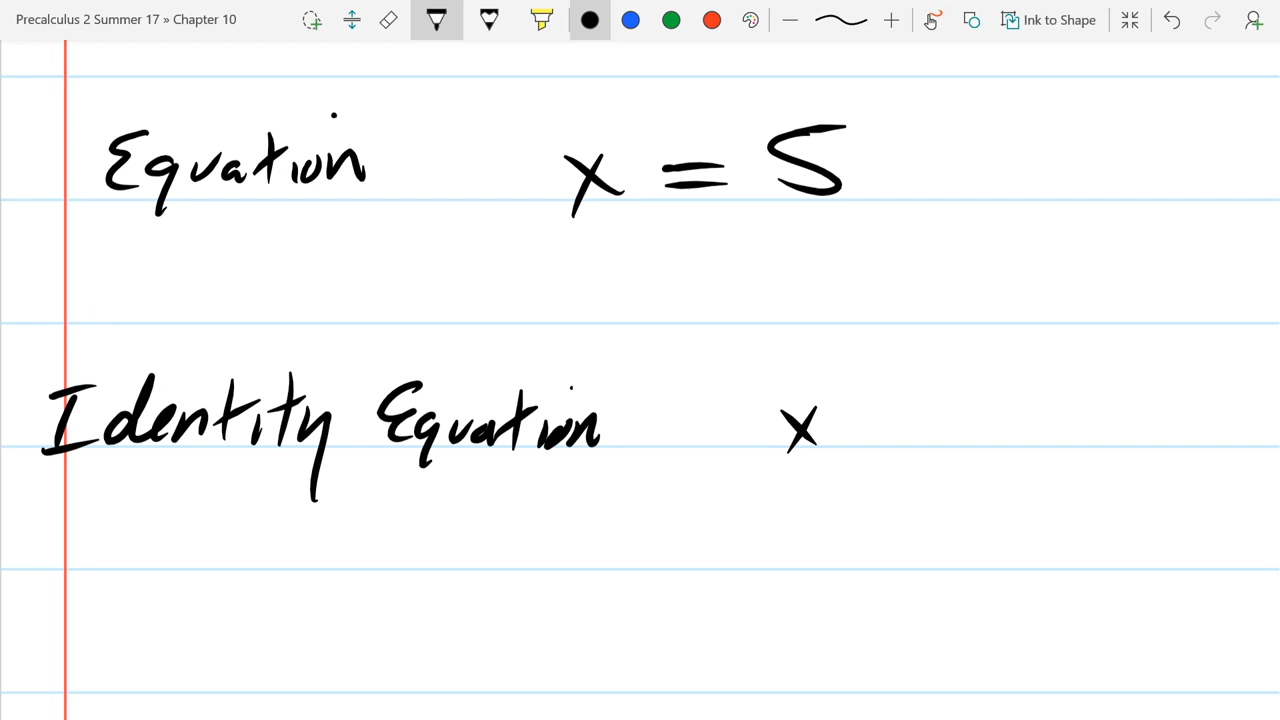 Precalculus 2 Summer 17 » Chapter 10
Ink to Shape
Equation x = 5
Identity Equation x